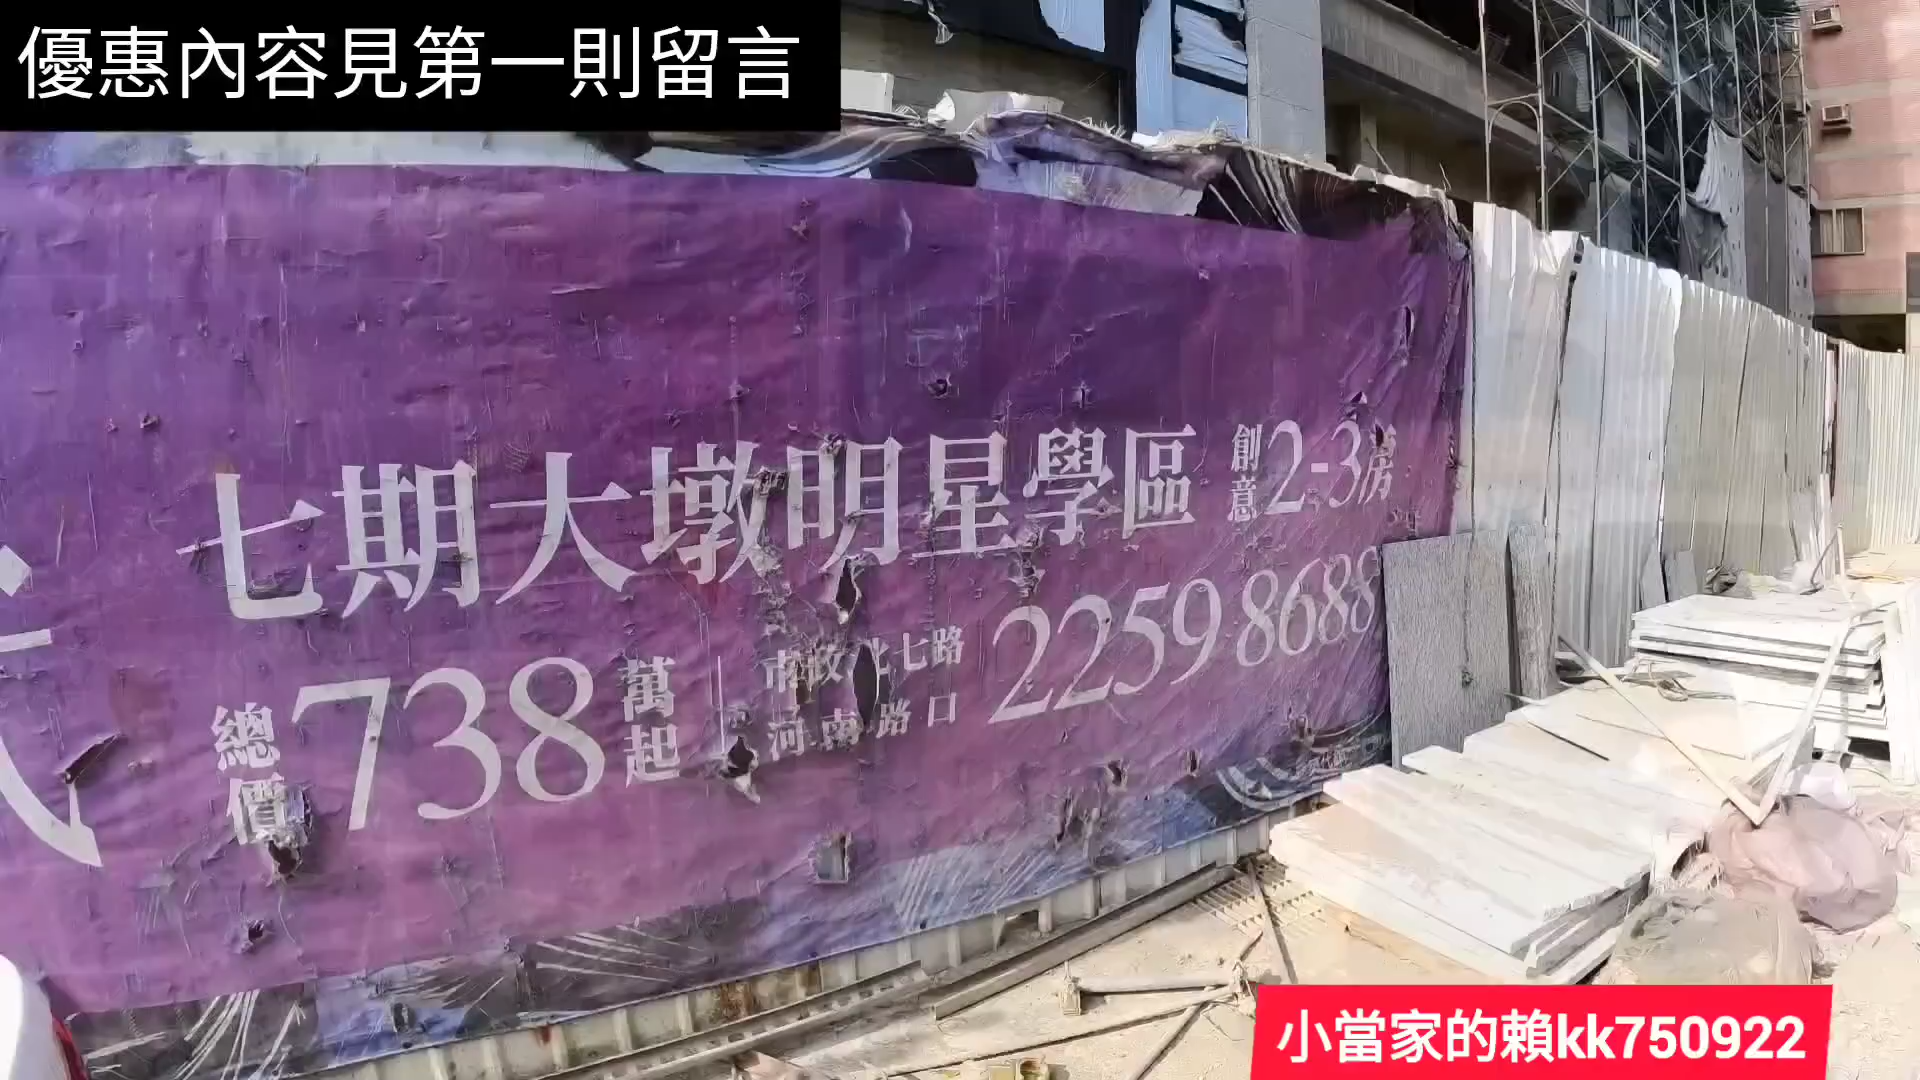 優惠內容見第一則留言
七期大墩明星學區 創意2-3房
總價738萬起 市政北七路河南路口 2259 8688
小當家的賴kk750922